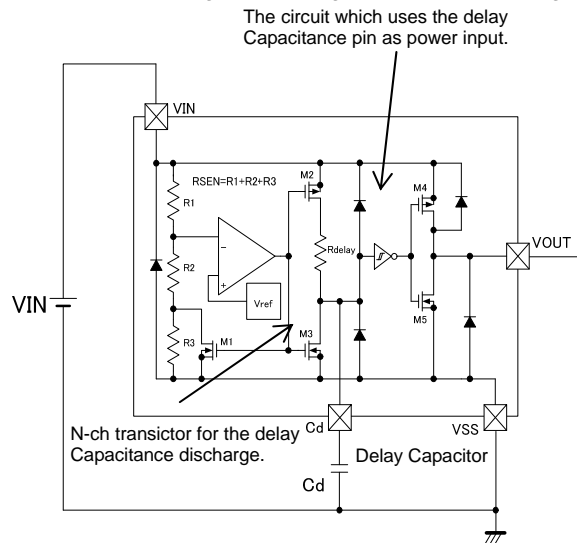 The circuit which uses the delay
Capacitance pin as power input.
VIN
RSEN=R1+R2+R3
M2
M4
R1
Rdelay
VOUT
R2
Vref
VIN
M5
R3
M1
M3
Cd
VSS
N-ch transictor for the delay
Capacitance discharge.
Delay Capacitor
Cd